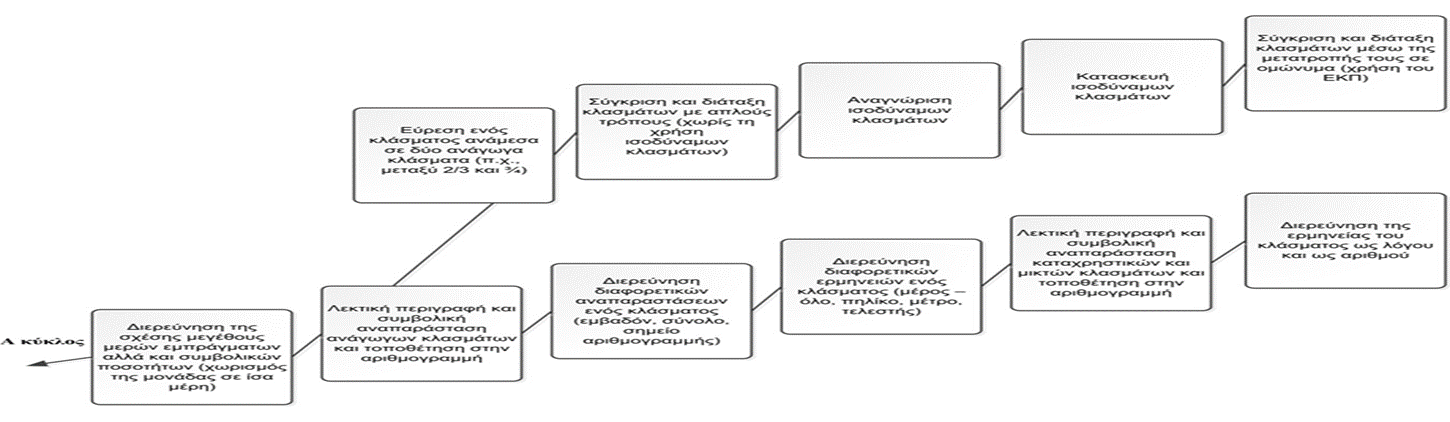 Σύγκριση και διάταξη
κλασμάτων μέσω της
μετατροπής τους σε
ομώνυμα (χρήση του
ΕΚΠ)
Κατασκευή
ισοδύναμων
κλασμάτων
Αναγνώριση
ισοδύναμων
κλασμάτων
Σύγκριση και διάταξη
κλασμάτων με απλούς
τρόπους (χωρίς τη
χρήση
ισοδύναμων
κλασμάτων)
Εύρεση ενός
κλάσματος ανάμεσα
σε δύο ανάγωγα
κλάσματα (π.χ.,
μεταξύ 2/3 και ¾)
Α κύκλος
Διερεύνηση της
σχέσης μεγέθους
μερών εμπράγματων
αλλά και συμβολικών
ποσοτήτων (χωρισμός
της μονάδας σε ίσα
μέρη)
Λεκτική περιγραφή και
συμβολική
αναπαράσταση
ανάγωγων κλασμάτων
και τοποθέτηση στην
αριθμογραμμή
Διερεύνηση
διαφορετικών
αναπαραστάσεων
ενός κλάσματος
(εμβαδόν, σύνολο,
σημείο
αριθμογραμμής)
Διερεύνηση
διαφορετικών
ερμηνειών ενός
κλάσματος (μέρος –
όλο, πηλίκο, μέτρο,
τελεστής)
Λεκτική περιγραφή και
συμβολική
αναπαράσταση
καταχρηστικών και
μικτών κλασμάτων και
τοποθέτηση στην
αριθμογραμμή
Διερεύνηση της
ερμηνείας του
κλάσματος ως λόγου
και ως αριθμού